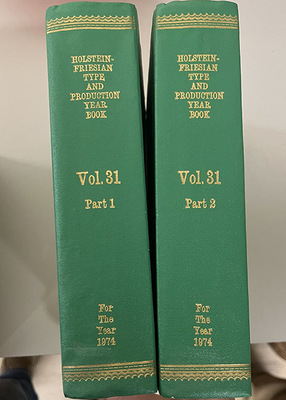 HOLSTEIN-
FRIESIAN
TYPE
AND
PRODUCTION
YEAR
BOOK
Vol. 31
Part 1
For
The
Year
1974
HOLSTEIN-
FRIESIAN
TYPE
AND
PRODUCTION
YEAR
BOOK
Vol. 31
Part 2
For
The
Year
1974